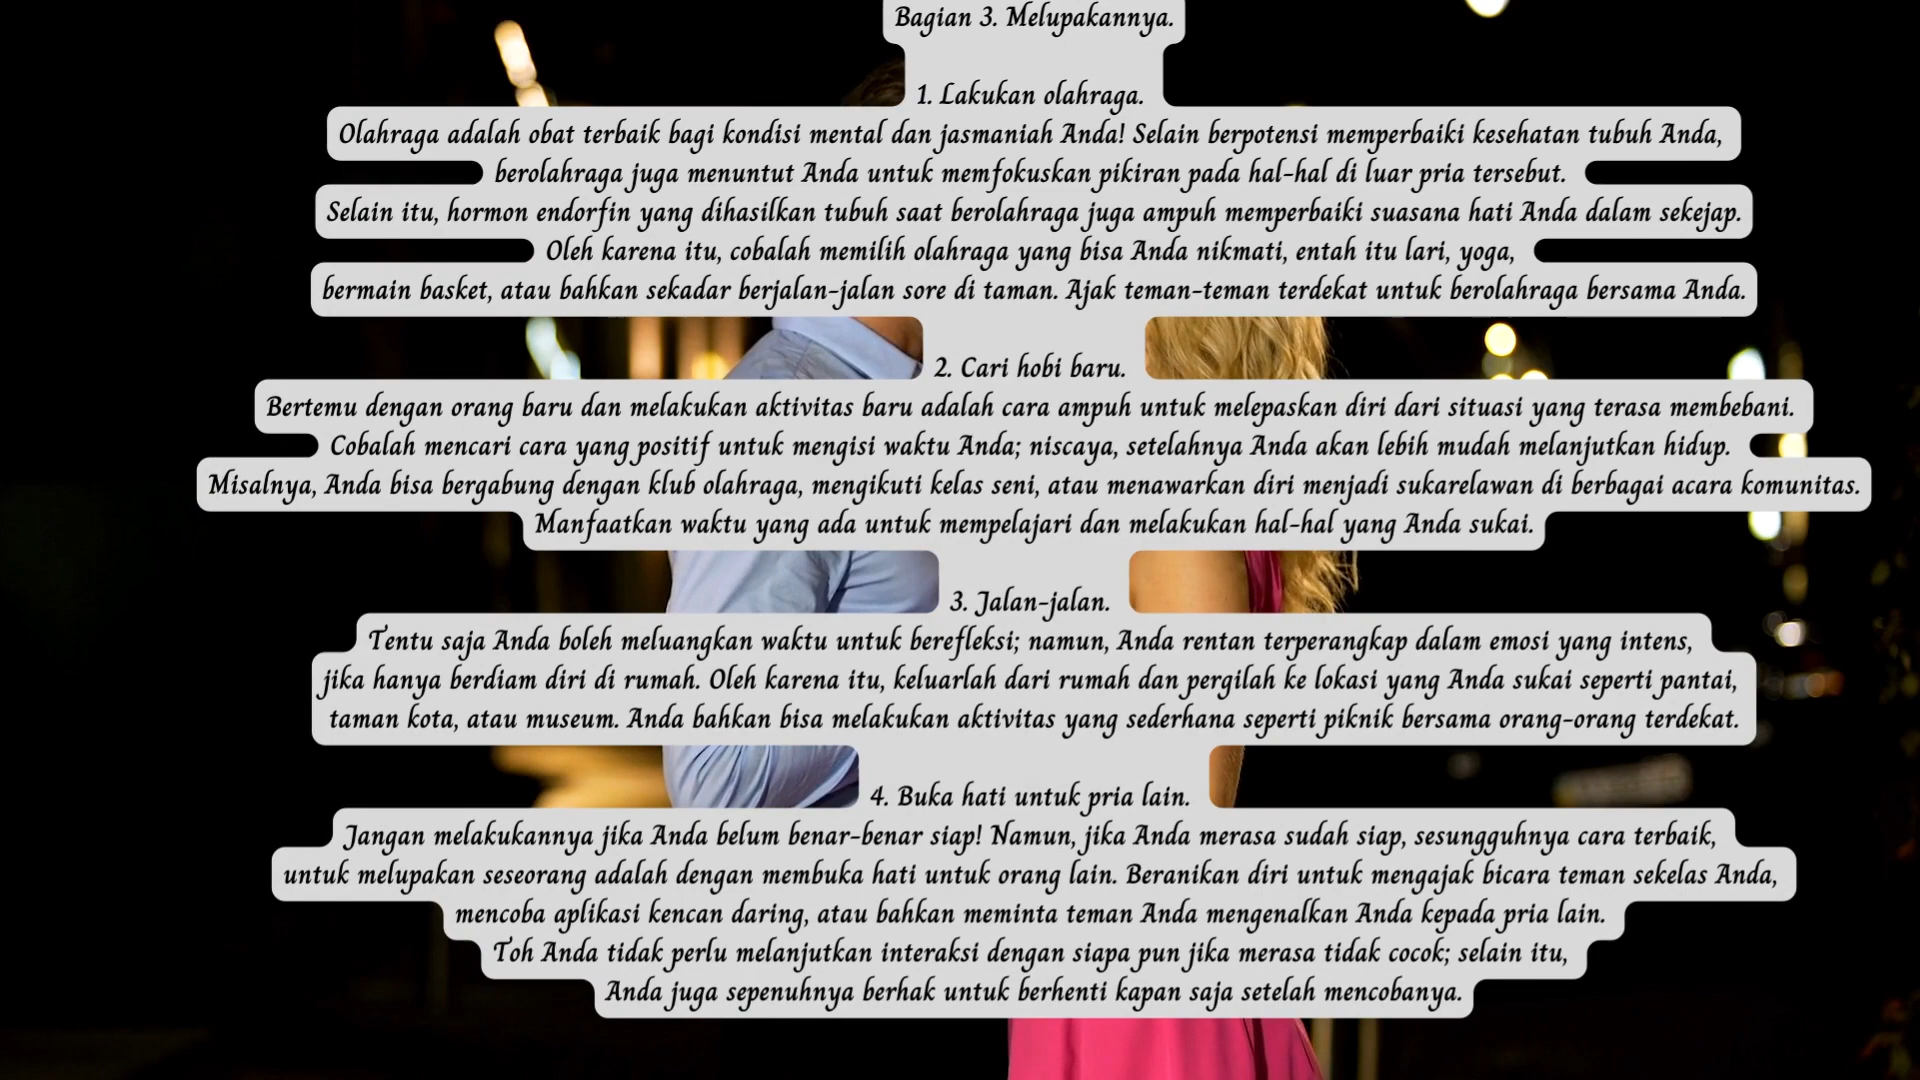 Bagian 3. Melupakannya.
1. Lakukan olahraga.
Olahraga adalah obat terbaik bagi kondisi mental dan jasmaniah Anda! Selain berpotensi memperbaiki kesehatan tubuh Anda,
berolahraga juga menuntut Anda untuk memfokuskan pikiran pada hal-hal di luar pria tersebut.
Selain itu, hormon endorfin yang dihasilkan tubuh saat berolahraga juga ampuh memperbaiki suasana hati Anda dalam sekejap.
Oleh karena itu, cobalah memilih olahraga yang bisa Anda nikmati, entah itu lari, yoga,
bermain basket, atau bahkan sekadar berjalan-jalan sore di taman. Ajak teman-teman terdekat untuk berolahraga bersama Anda.
2. Cari hobi baru.
Bertemu dengan orang baru dan melakukan aktivitas baru adalah cara ampuh untuk melepaskan diri dari situasi yang terasa membebani.
Cobalah mencari cara yang positif untuk mengisi waktu Anda; niscaya, setelahnya Anda akan lebih mudah melanjutkan hidup.
Misalnya, Anda bisa bergabung dengan klub olahraga, mengikuti kelas seni, atau menawarkan diri menjadi sukarelawan di berbagai acara komunitas.
Manfaatkan waktu yang ada untuk mempelajari dan melakukan hal-hal yang Anda sukai.
3. Jalan-jalan.
Tentu saja Anda boleh meluangkan waktu untuk berefleksi; namun, Anda rentan terperangkap dalam emosi yang intens,
jika hanya berdiam diri di rumah. Oleh karena itu, keluarlah dari rumah dan pergilah ke lokasi yang Anda sukai seperti pantai,
taman kota, atau museum. Anda bahkan bisa melakukan aktivitas yang sederhana seperti piknik bersama orang-orang terdekat.
4. Buka hati untuk pria lain.
Jangan melakukannya jika Anda belum benar-benar siap! Namun, jika Anda merasa sudah siap, sesungguhnya cara terbaik,
untuk melupakan seseorang adalah dengan membuka hati untuk orang lain. Beranikan diri untuk mengajak bicara teman sekelas Anda,
mencoba aplikasi kencan daring, atau bahkan meminta teman Anda mengenalkan Anda kepada pria lain.
Toh Anda tidak perlu melanjutkan interaksi dengan siapa pun jika merasa tidak cocok; selain itu,
Anda juga sepenuhnya berhak untuk berhenti kapan saja setelah mencobanya.